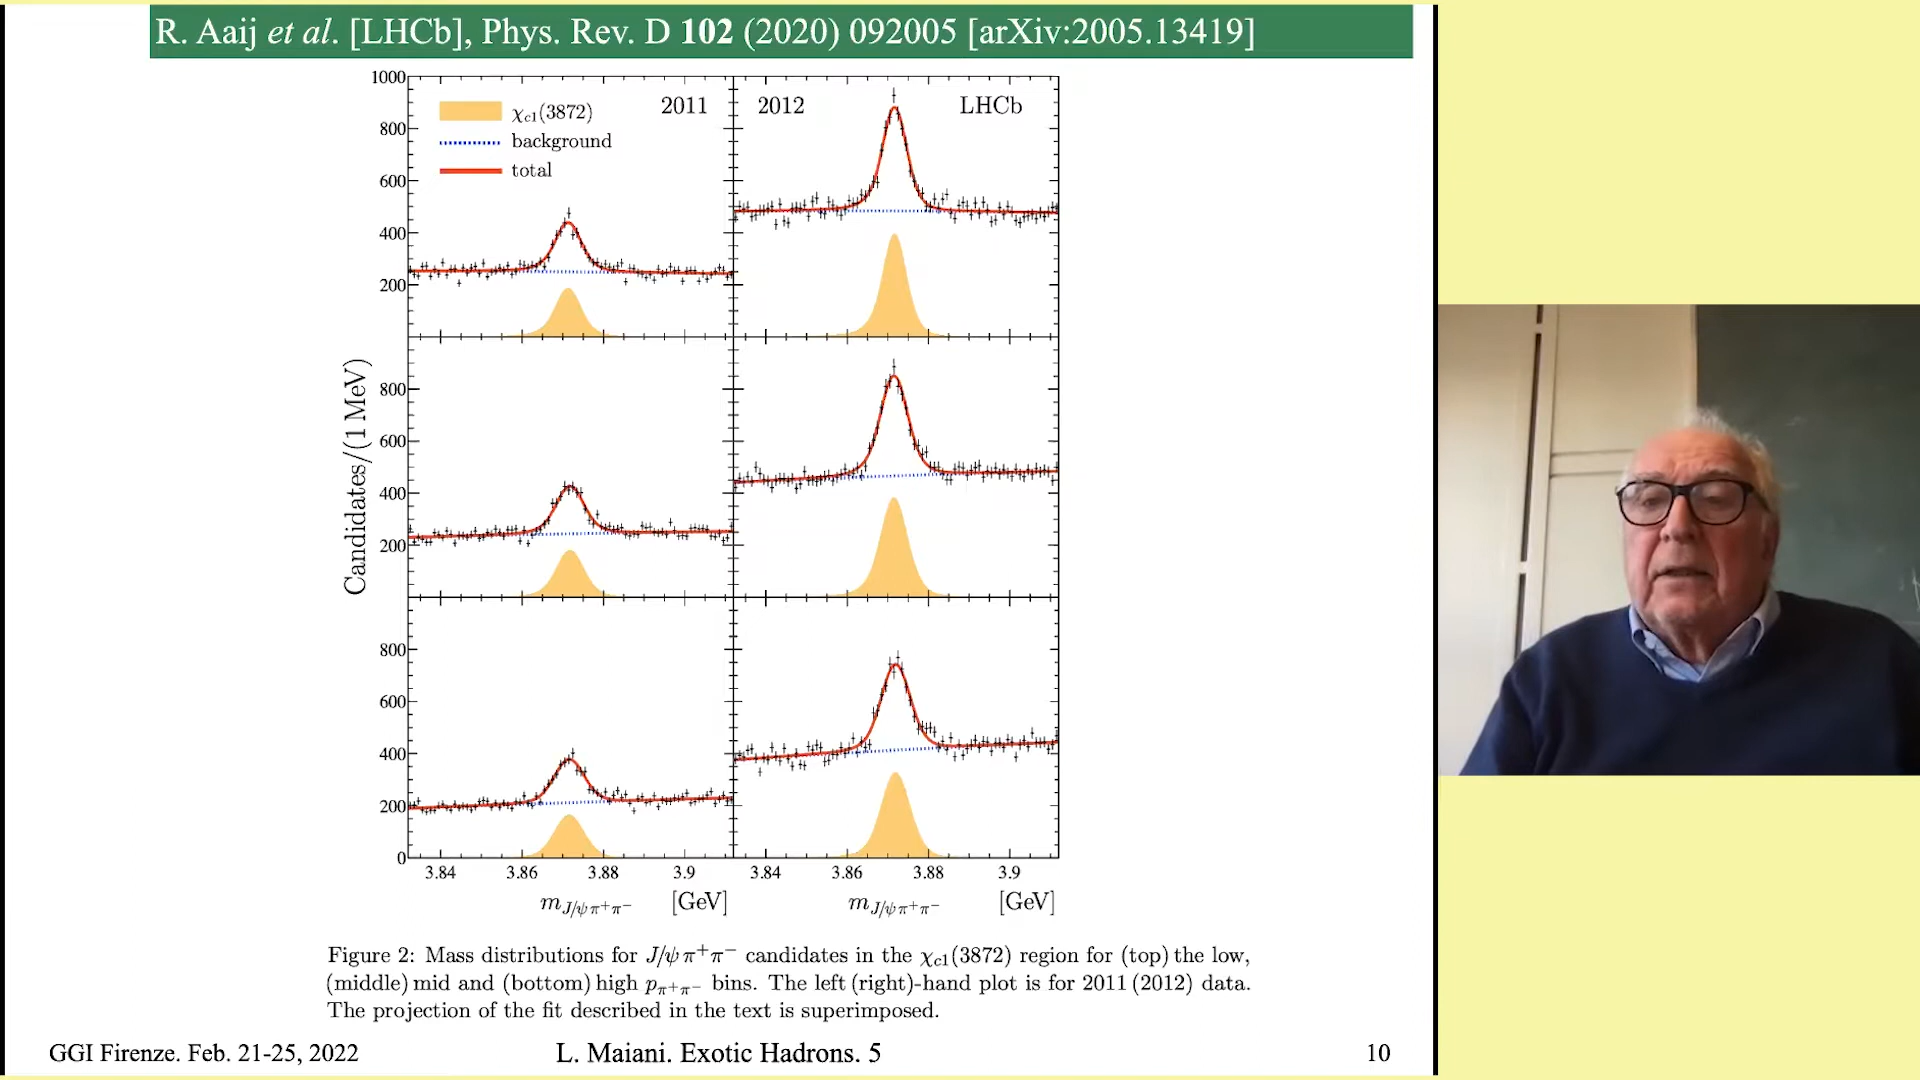 R. Aaij et al. [LHCb], Phys. Rev. D 102 (2020) 092005 [arXiv:2005.13419]
1000
800
600
400
200
χc1(3872)
background
total
2011
2012
LHCb
Candidates/(1 MeV)
800
600
400
200
800
600
400
200
0
3.84 3.86 3.88 3.9
3.84 3.86 3.88 3.9
mJ/ψπ+π− [GeV]
mJ/ψπ+π− [GeV]
Figure 2: Mass distributions for J/ψ π+π− candidates in the χc1(3872) region for (top) the low,
(middle) mid and (bottom) high pπ+π− bins. The left (right)-hand plot is for 2011 (2012) data.
The projection of the fit described in the text is superimposed.
GGI Firenze. Feb. 21-25, 2022
L. Maiani. Exotic Hadrons. 5
10